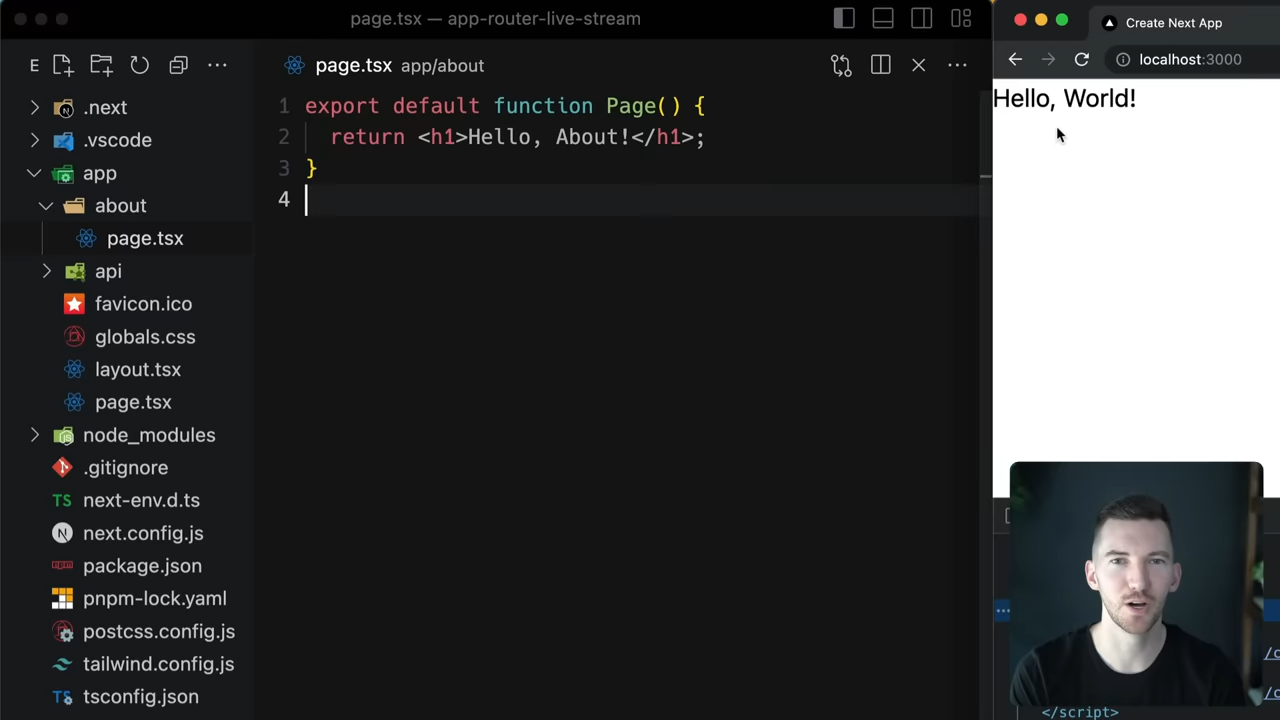 page.tsx — app-router-live-stream
E
.next
.vscode
app
about
page.tsx
api
favicon.ico
globals.css
layout.tsx
page.tsx
node_modules
.gitignore
next-env.d.ts
next.config.js
package.json
pnpm-lock.yaml
postcss.config.js
tailwind.config.js
tsconfig.json
page.tsx app/about
1 export default function Page() {
2 return <h1>Hello, About!</h1>;
3 }
4
Create Next App
localhost:3000
Hello, World!
/c
/c
</script>